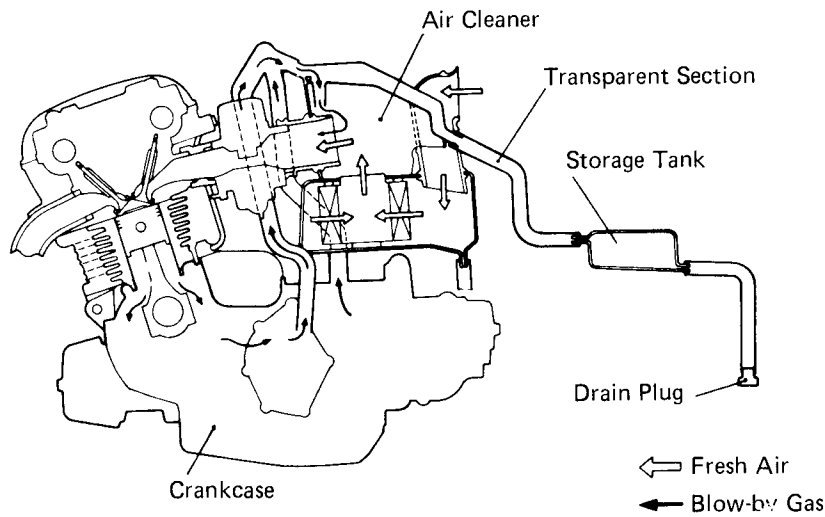 Air Cleaner
Transparent Section
Storage Tank
Drain Plug
Crankcase
Fresh Air
Blow-by Gas